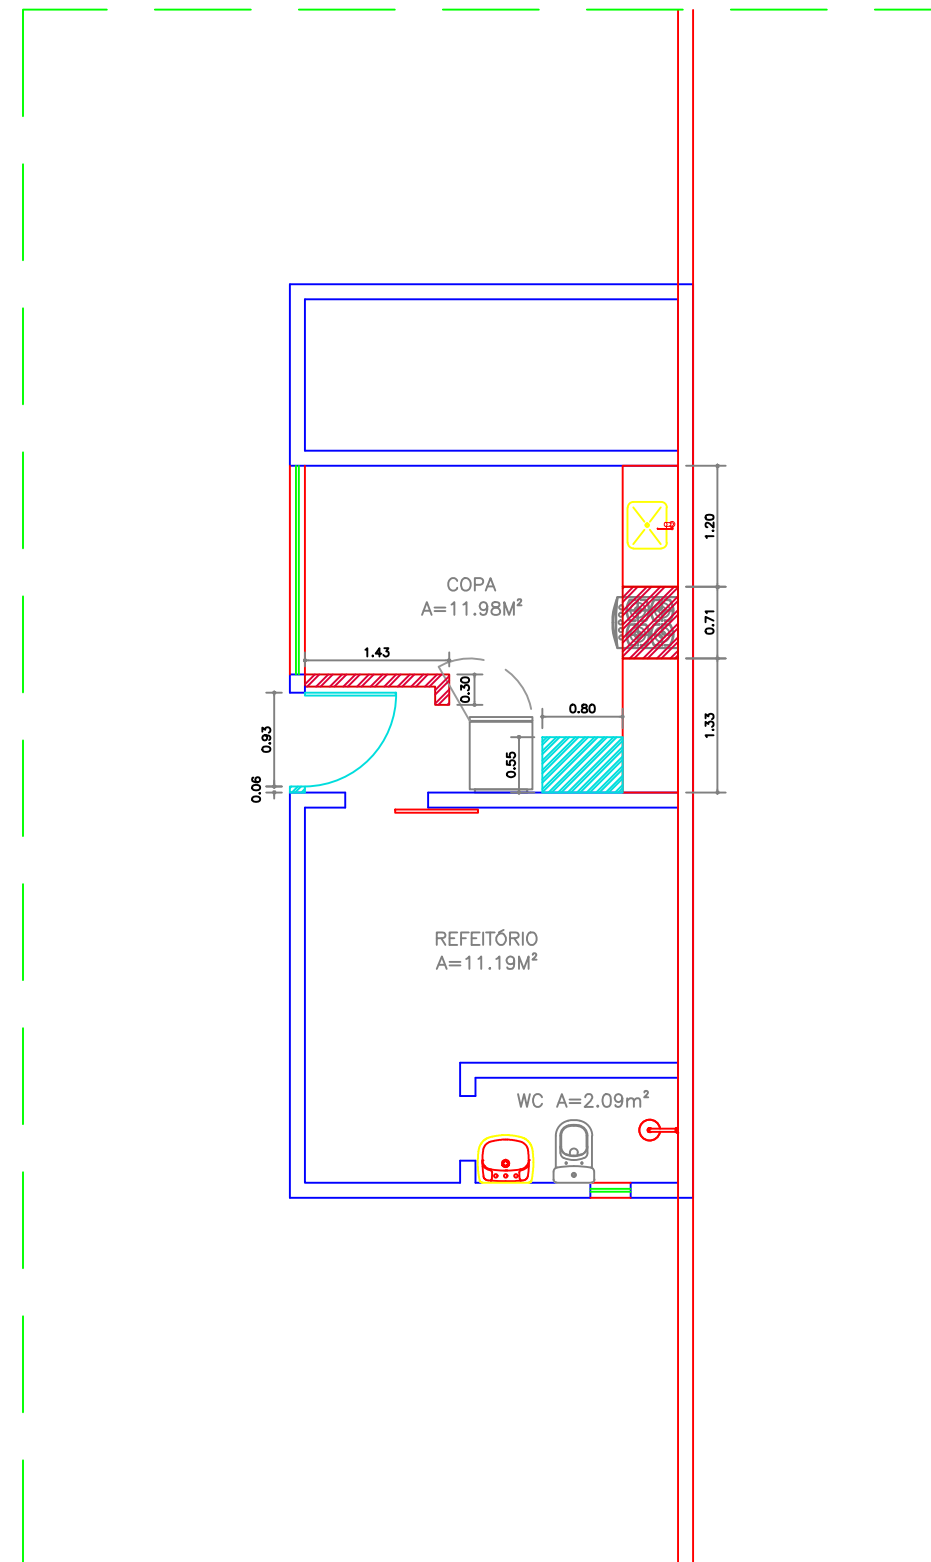 1.20
COPA
A=11.98M²
0.71
1.43
0.30
0.80
1.33
0.93
0.55
0.06
REFEITÓRIO
A=11.19M²
WC A=2.09m²